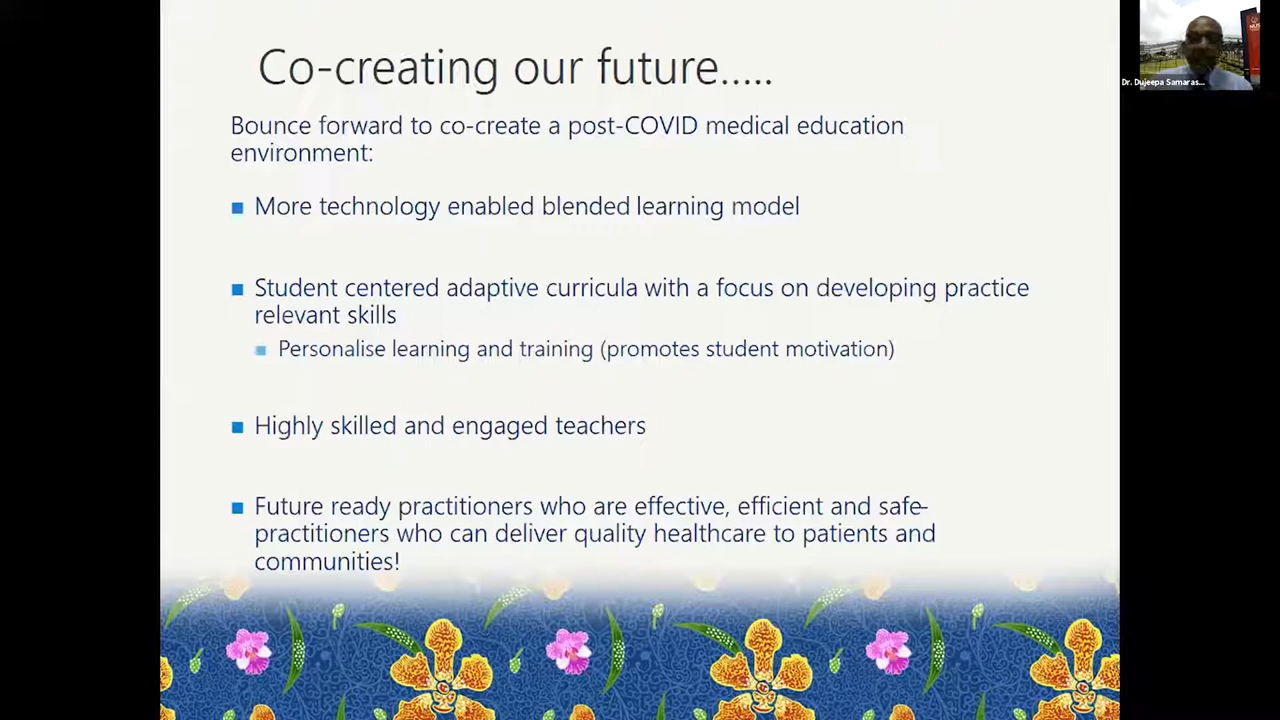 Co-creating our future.....
Bounce forward to co-create a post-COVID medical education
environment:
More technology enabled blended learning model
Student centered adaptive curricula with a focus on developing practice
relevant skills
Personalise learning and training (promotes student motivation)
Highly skilled and engaged teachers
Future ready practitioners who are effective, efficient and safe–
practitioners who can deliver quality healthcare to patients and
communities!
Dr. Dujeepa Samaras...